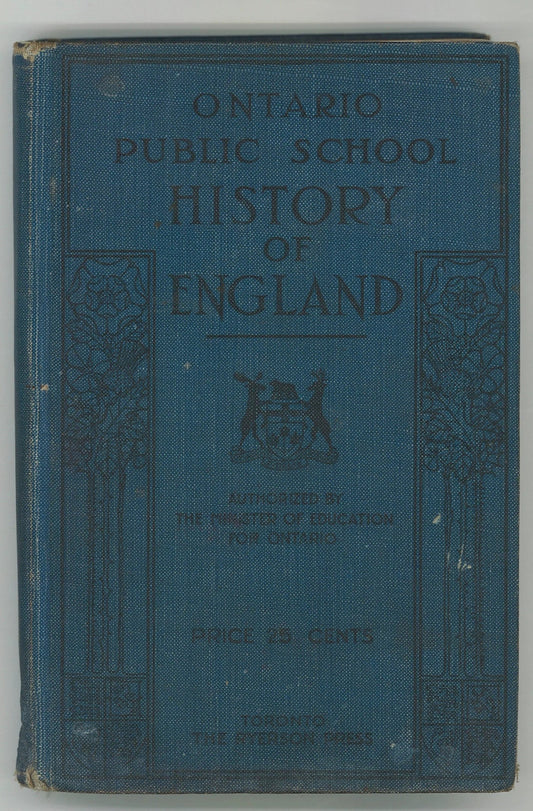 ONTARIO
PUBLIC SCHOOL
HISTORY
OF
ENGLAND
AUTHORIZED BY
THE MINISTER OF EDUCATION
FOR ONTARIO
PRICE 25 CENTS
TORONTO
THE RYERSON PRESS